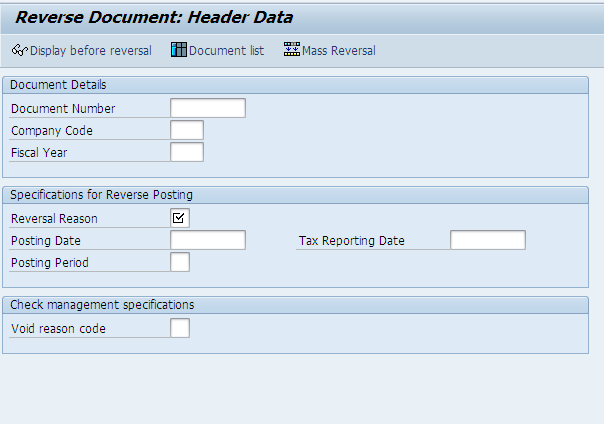 Reverse Document: Header Data
Display before reversal Document list Mass Reversal
Document Details
Document Number
Company Code
Fiscal Year
Specifications for Reverse Posting
Reversal Reason
Posting Date Tax Reporting Date
Posting Period
Check management specifications
Void reason code